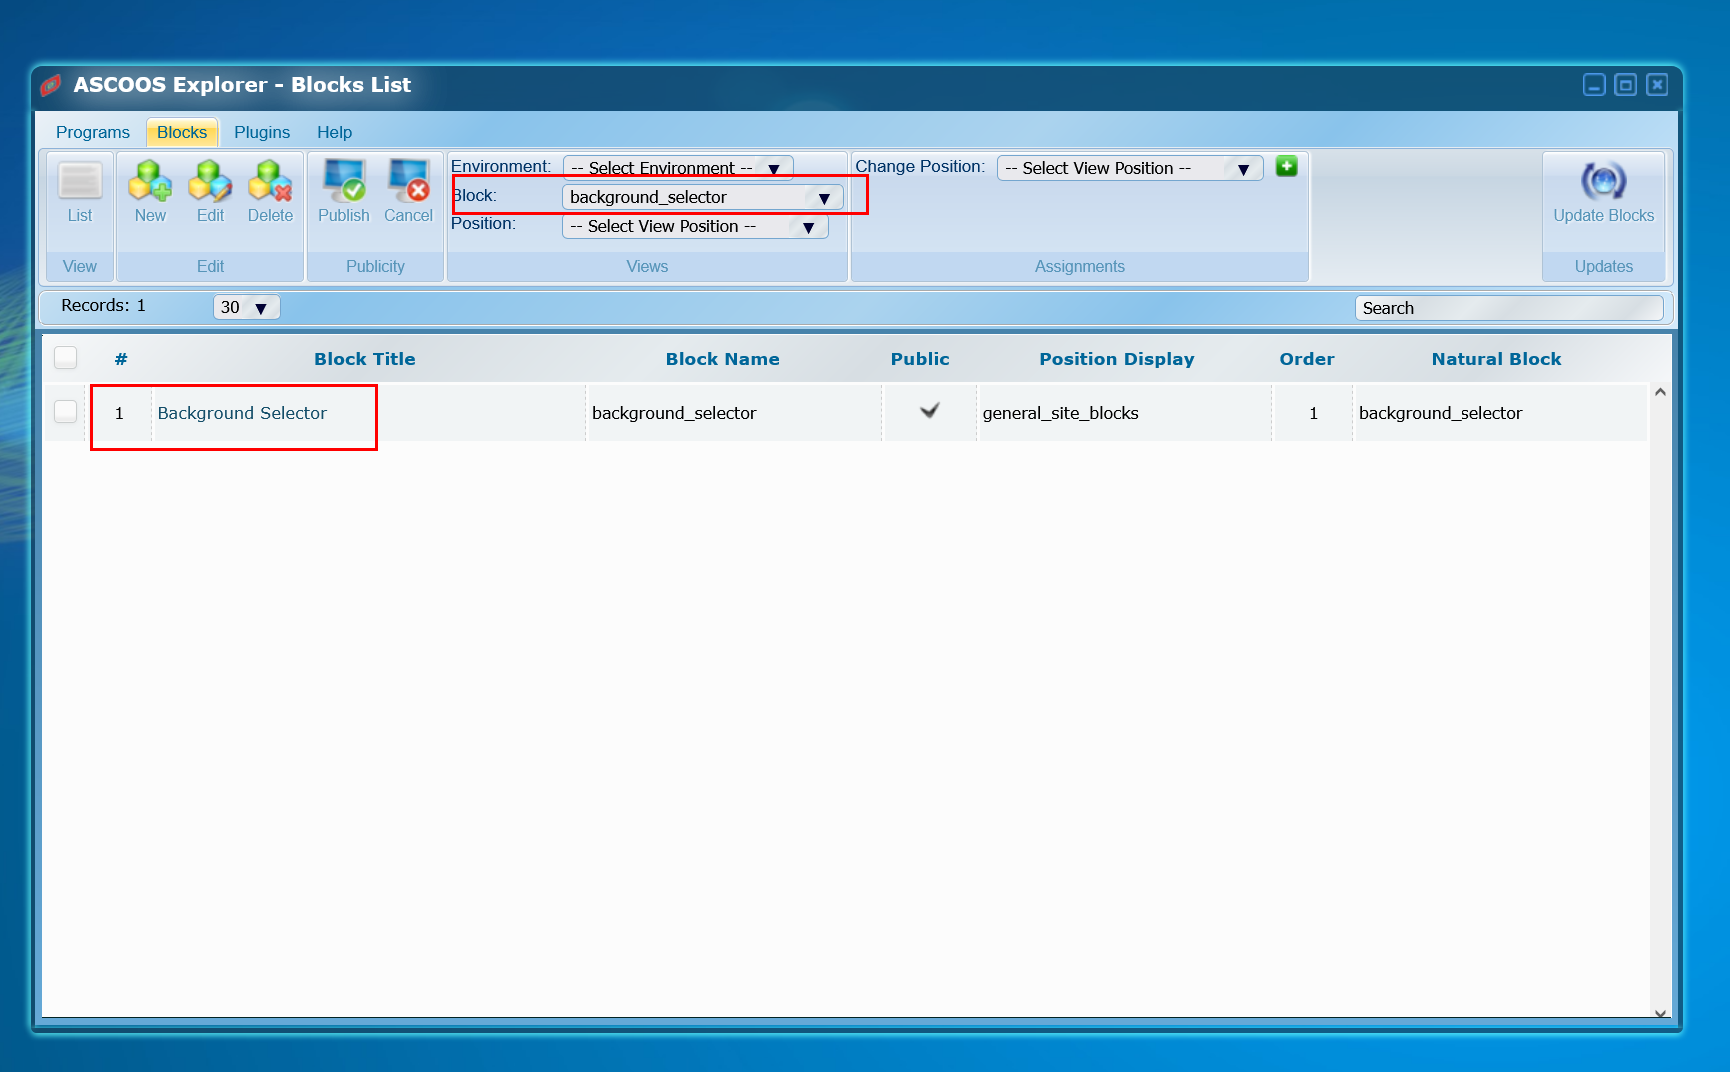 ASCOOS Explorer - Blocks List
Programs Blocks Plugins Help
Environment: -- Select Environment -- Change Position: -- Select View Position --
Block: background_selector
Position: -- Select View Position --
List New Edit Delete Publish Cancel Update Blocks
View Edit Publicity Views Assignments Updates
Records: 1 30 Search
# Block Title Block Name Public Position Display Order Natural Block
1 Background Selector background_selector general_site_blocks 1 background_selector